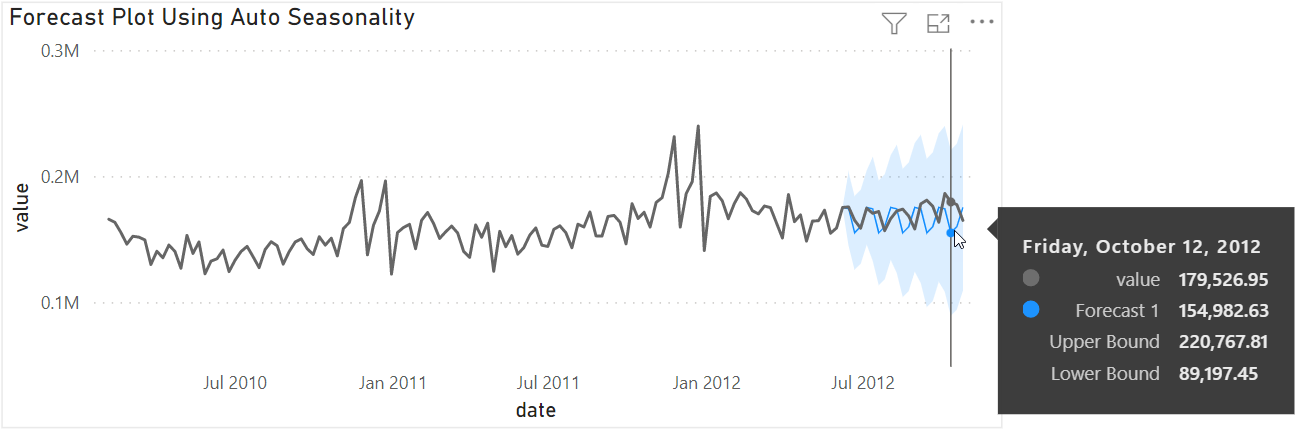 Forecast Plot Using Auto Seasonality
0.3M
0.2M
0.1M
value
Jul 2010 Jan 2011 Jul 2011 Jan 2012 Jul 2012
date
Friday, October 12, 2012
value 179,526.95
Forecast 1 154,982.63
Upper Bound 220,767.81
Lower Bound 89,197.45